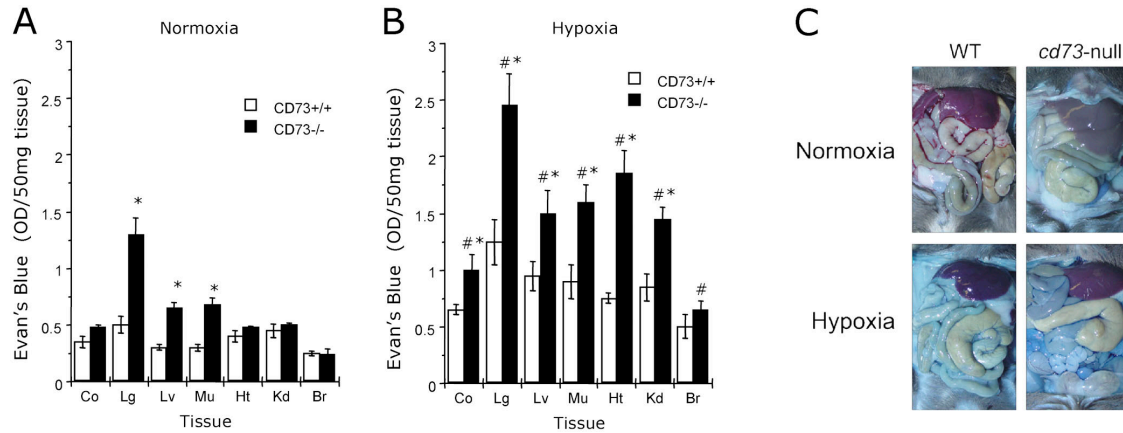 A
Normoxia
Evan's Blue (OD/50mg tissue)
3
2.5
2
1.5
1
0.5
0
CD73+/+
CD73-/-
*
*
*
Co Lg Lv Mu Ht Kd Br
Tissue
B
Hypoxia
Evan's Blue (OD/50mg tissue)
3
2.5
2
1.5
1
0.5
0
CD73+/+
CD73-/-
#*
#*
#*
#*
#*
#*
#
Co Lg Lv Mu Ht Kd Br
Tissue
C
WT cd73-null
Normoxia
Hypoxia